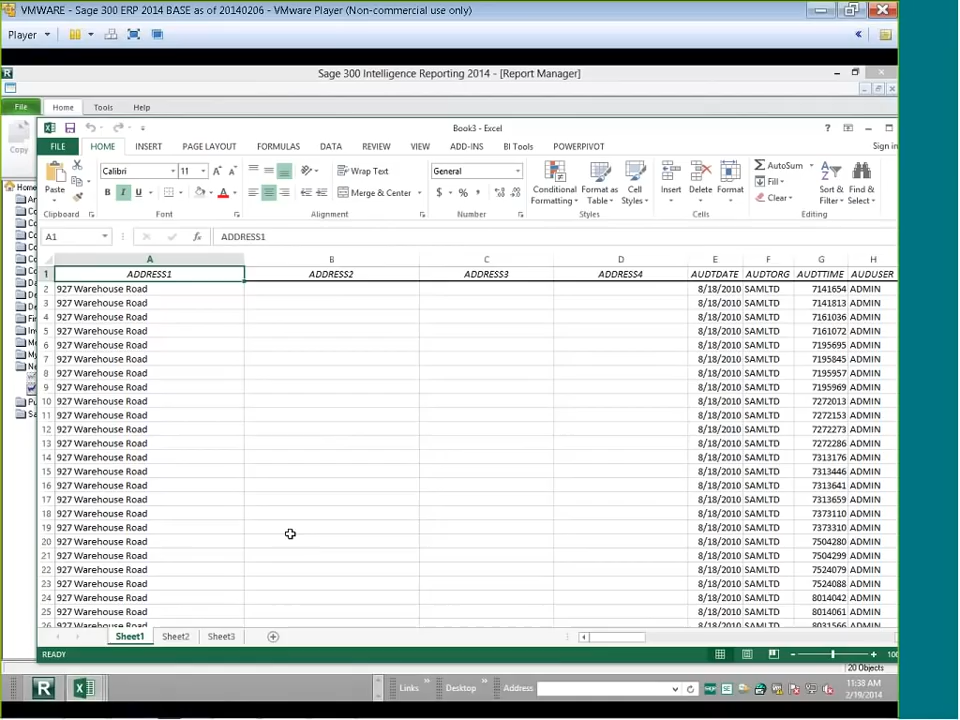 VMWARE - Sage 300 ERP 2014 BASE as of 20140206 - VMware Player (Non-commercial use only)
Player
Sage 300 Intelligence Reporting 2014 - [Report Manager]
File Home Tools Help
Copy
Home
Book3 - Excel
FILE HOME INSERT PAGE LAYOUT FORMULAS DATA REVIEW VIEW ADD-INS BI Tools POWERPIVOT Sign in
Paste Calibri 11 Wrap Text General Conditional Formatting Format as Table Cell Styles Insert Delete Format AutoSum Fill Clear Sort & Filter Find & Select
B I U A Merge & Center $ % ,
Clipboard Font Alignment Number Styles Cells Editing
A1 fx ADDRESS1
A B C D E F G H
1 ADDRESS1 ADDRESS2 ADDRESS3 ADDRESS4 AUDTDATE AUDTORG AUDTTIME AUDUSER
2 927 Warehouse Road 8/18/2010 SAMLTD 7141654 ADMIN
3 927 Warehouse Road 8/18/2010 SAMLTD 7141813 ADMIN
4 927 Warehouse Road 8/18/2010 SAMLTD 7161036 ADMIN
5 927 Warehouse Road 8/18/2010 SAMLTD 7161072 ADMIN
6 927 Warehouse Road 8/18/2010 SAMLTD 7195695 ADMIN
7 927 Warehouse Road 8/18/2010 SAMLTD 7195845 ADMIN
8 927 Warehouse Road 8/18/2010 SAMLTD 7195957 ADMIN
9 927 Warehouse Road 8/18/2010 SAMLTD 7195969 ADMIN
10 927 Warehouse Road 8/18/2010 SAMLTD 7272013 ADMIN
11 927 Warehouse Road 8/18/2010 SAMLTD 7272153 ADMIN
12 927 Warehouse Road 8/18/2010 SAMLTD 7272273 ADMIN
13 927 Warehouse Road 8/18/2010 SAMLTD 7272286 ADMIN
14 927 Warehouse Road 8/18/2010 SAMLTD 7313176 ADMIN
15 927 Warehouse Road 8/18/2010 SAMLTD 7313446 ADMIN
16 927 Warehouse Road 8/18/2010 SAMLTD 7313641 ADMIN
17 927 Warehouse Road 8/18/2010 SAMLTD 7313659 ADMIN
18 927 Warehouse Road 8/18/2010 SAMLTD 7373110 ADMIN
19 927 Warehouse Road 8/18/2010 SAMLTD 7373310 ADMIN
20 927 Warehouse Road 8/18/2010 SAMLTD 7504280 ADMIN
21 927 Warehouse Road 8/18/2010 SAMLTD 7504299 ADMIN
22 927 Warehouse Road 8/18/2010 SAMLTD 7524079 ADMIN
23 927 Warehouse Road 8/18/2010 SAMLTD 7524088 ADMIN
24 927 Warehouse Road 8/18/2010 SAMLTD 8014042 ADMIN
25 927 Warehouse Road 8/18/2010 SAMLTD 8014061 ADMIN
26 927 Warehouse Road 8/18/2010 SAMLTD 8031566 ADMIN
Sheet1 Sheet2 Sheet3
READY 100
20 Objects
Links Desktop Address 11:38 AM
2/19/2014